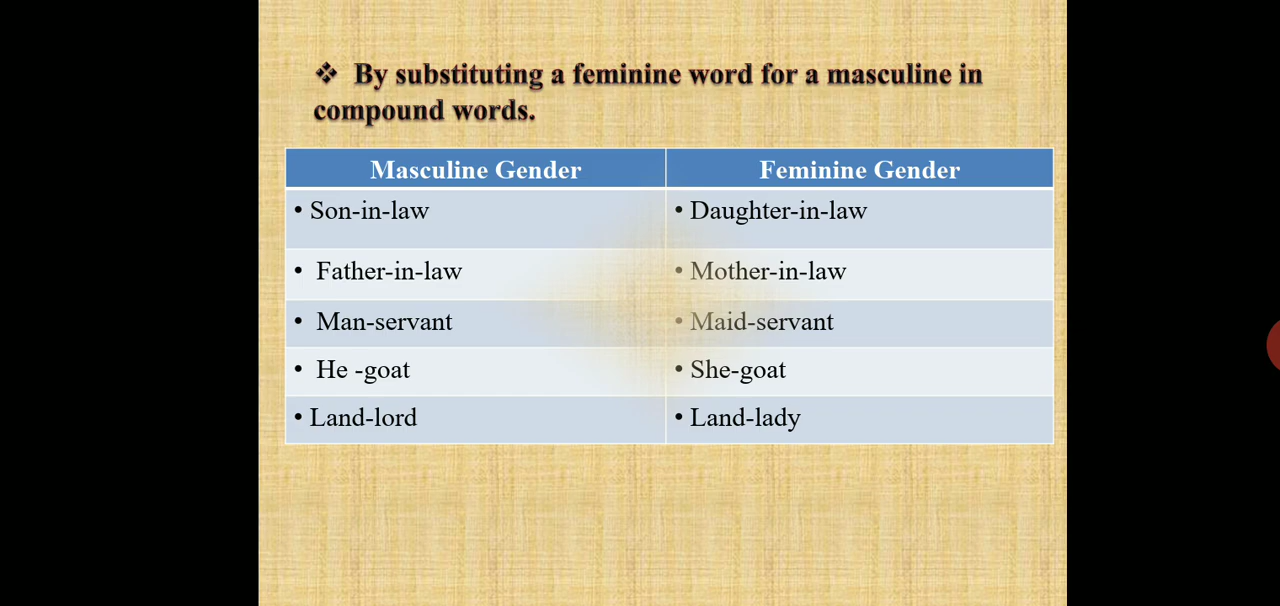 ❖ By substituting a feminine word for a masculine in
compound words.
Masculine Gender Feminine Gender
• Son-in-law • Daughter-in-law
• Father-in-law • Mother-in-law
• Man-servant • Maid-servant
• He -goat • She-goat
• Land-lord • Land-lady